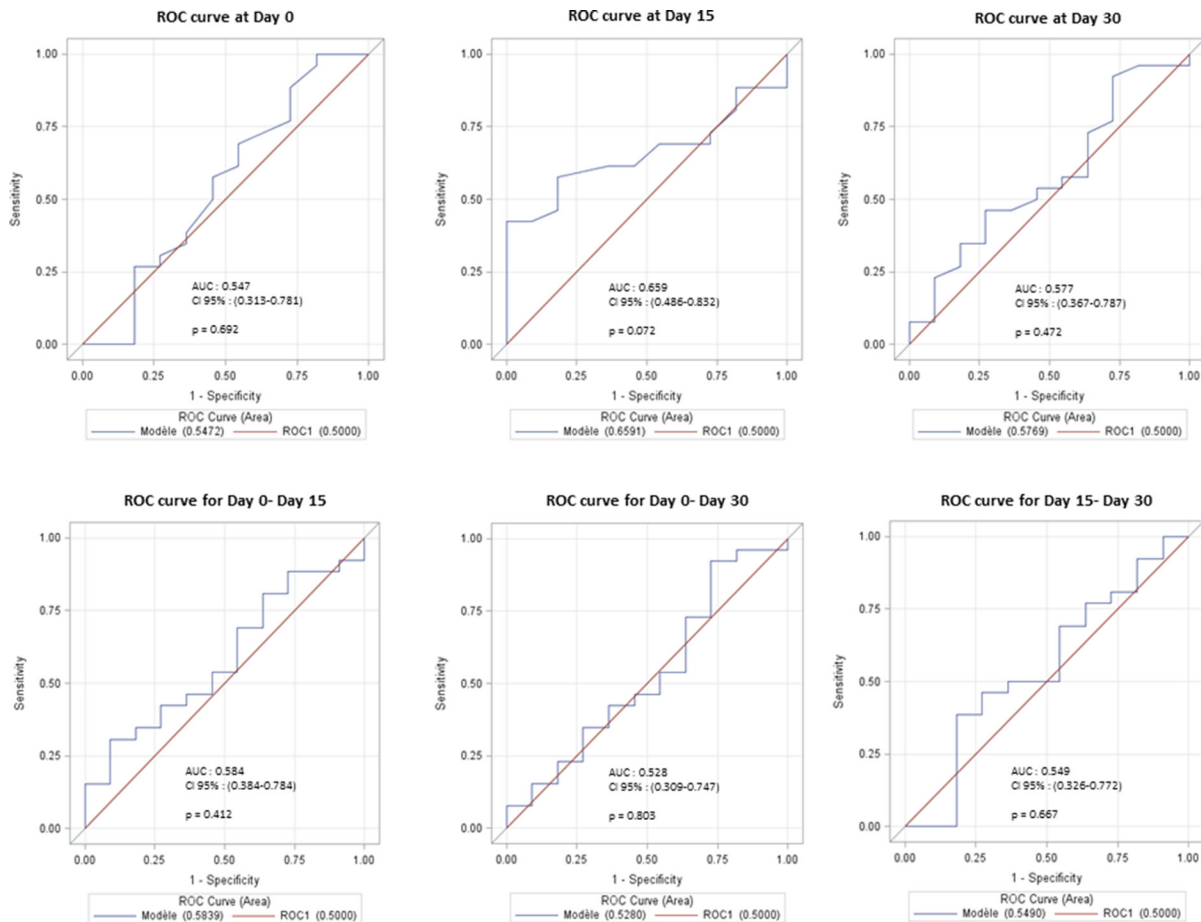 ROC curve at Day 0
1.00
0.75
0.50
0.25
0.00
Sensitivity
AUC : 0.547
CI 95% : (0.313-0.781)
p = 0.692
0.00 0.25 0.50 0.75 1.00
1 - Specificity
ROC Curve (Area)
Modèle (0.5472) ROC1 (0.5000)
ROC curve at Day 15
1.00
0.75
0.50
0.25
0.00
Sensitivity
AUC : 0.659
CI 95% : (0.486-0.832)
p = 0.072
0.00 0.25 0.50 0.75 1.00
1 - Specificity
ROC Curve (Area)
Modèle (0.6591) ROC1 (0.5000)
ROC curve at Day 30
1.00
0.75
0.50
0.25
0.00
Sensitivity
AUC : 0.577
CI 95% : (0.367-0.787)
p = 0.472
0.00 0.25 0.50 0.75 1.00
1 - Specificity
ROC Curve (Area)
Modèle (0.5769) ROC1 (0.5000)
ROC curve for Day 0- Day 15
1.00
0.75
0.50
0.25
0.00
Sensitivity
AUC : 0.584
CI 95% : (0.384-0.784)
p = 0.412
0.00 0.25 0.50 0.75 1.00
1 - Specificity
ROC Curve (Area)
Modèle (0.5839) ROC1 (0.5000)
ROC curve for Day 0- Day 30
1.00
0.75
0.50
0.25
0.00
Sensitivity
AUC : 0.528
CI 95% : (0.309-0.747)
p = 0.803
0.00 0.25 0.50 0.75 1.00
1 - Specificity
ROC Curve (Area)
Modèle (0.5280) ROC1 (0.5000)
ROC curve for Day 15- Day 30
1.00
0.75
0.50
0.25
0.00
Sensitivity
AUC : 0.549
CI 95% : (0.326-0.772)
p = 0.667
0.00 0.25 0.50 0.75 1.00
1 - Specificity
ROC Curve (Area)
Modèle (0.5490) ROC1 (0.5000)